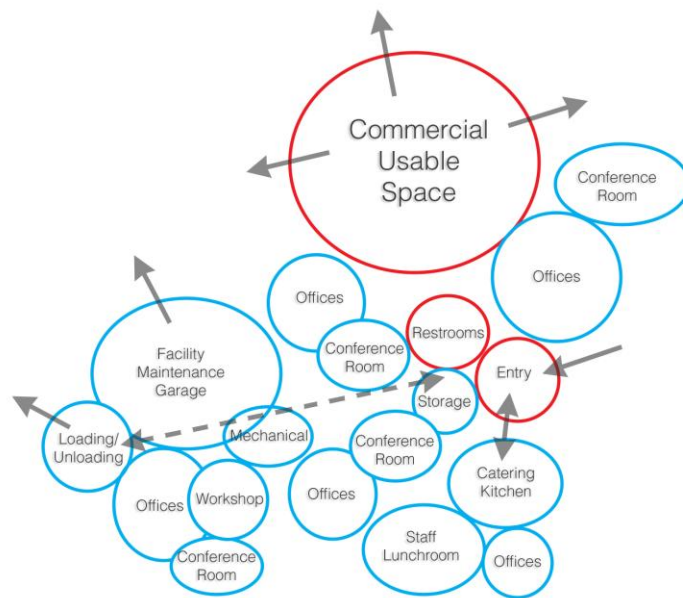 Commercial
Usable
Space
Conference
Room
Offices
Offices
Restrooms
Conference
Room
Facility
Maintenance
Garage
Entry
Storage
Loading/
Unloading
Mechanical
Conference
Room
Catering
Kitchen
Offices
Workshop
Offices
Staff
Lunchroom
Conference
Room
Offices